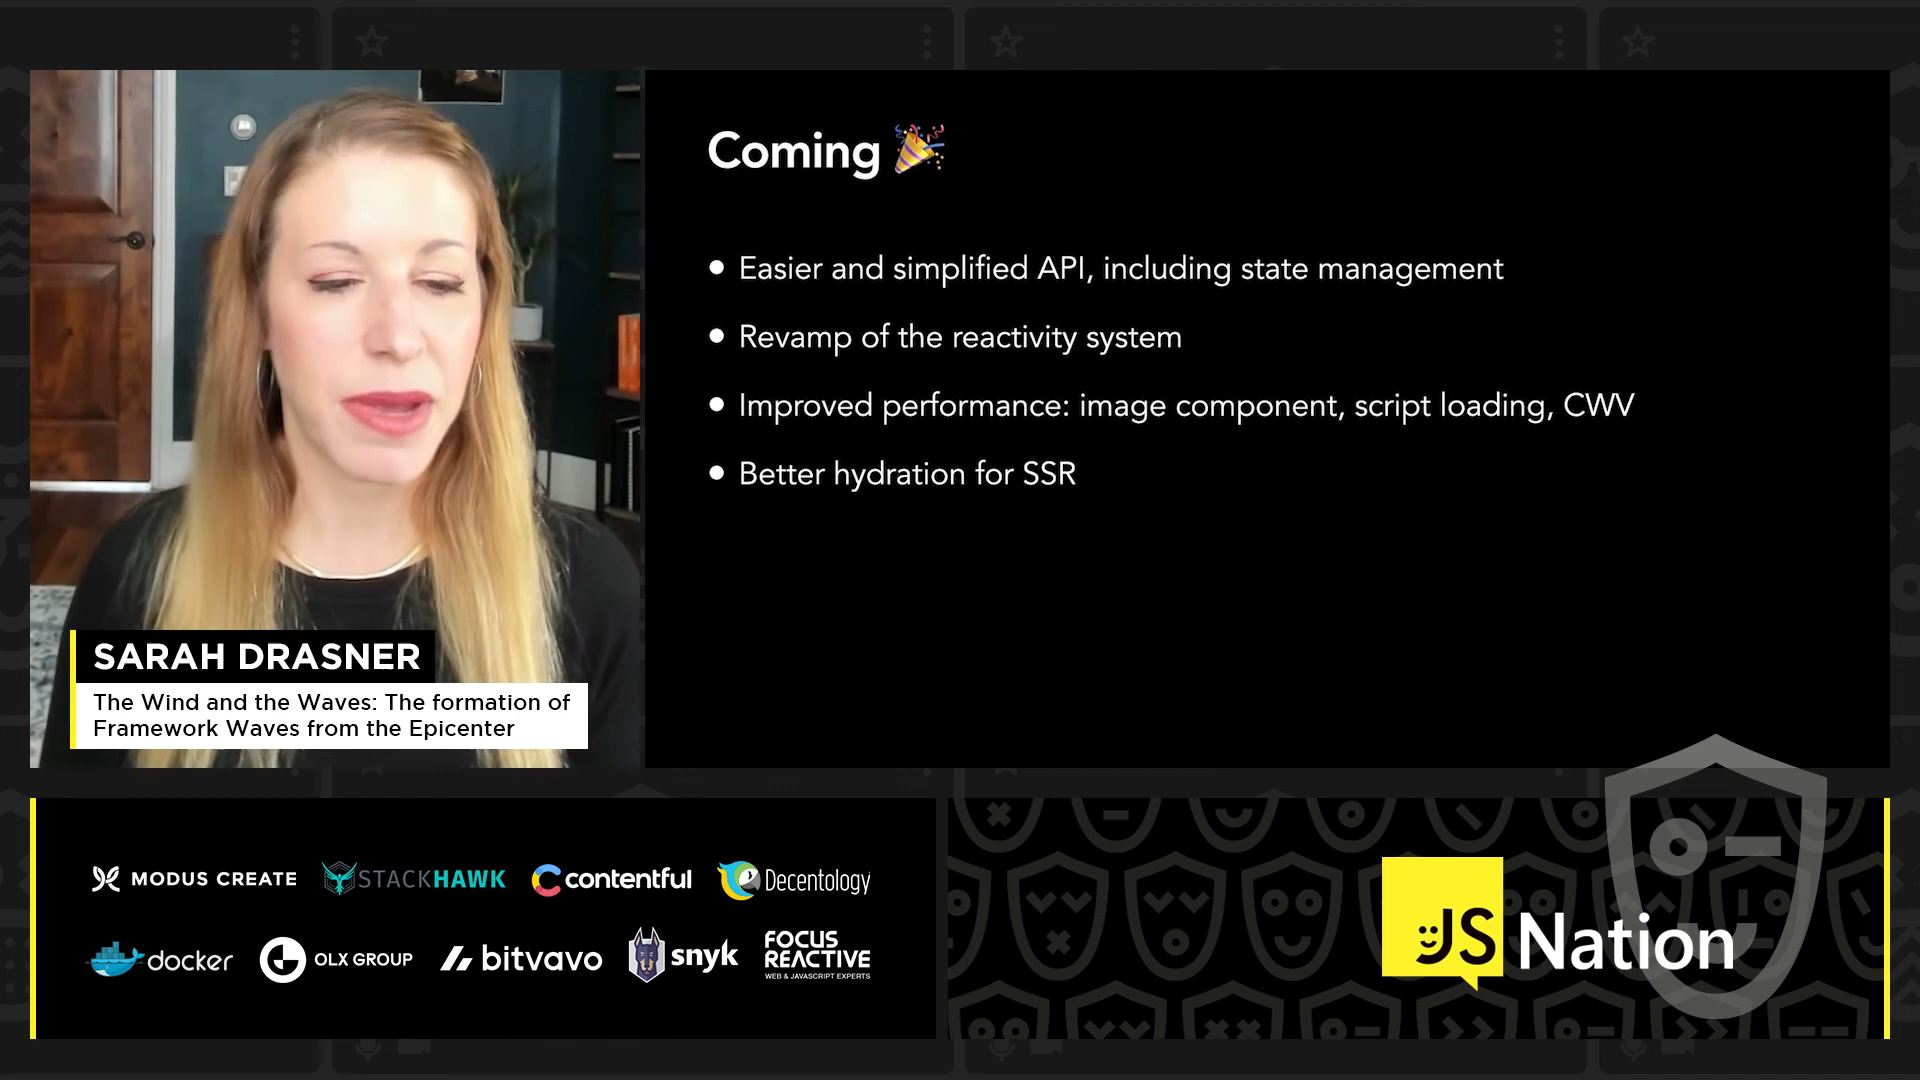 Coming 🎉
• Easier and simplified API, including state management
• Revamp of the reactivity system
• Improved performance: image component, script loading, CWV
• Better hydration for SSR
SARAH DRASNER
The Wind and the Waves: The formation of
Framework Waves from the Epicenter
MODUS CREATE
STACKHAWK
contentful
Decentology
docker
OLX GROUP
bitvavo
snyk
FOCUS
REACTIVE
WEB & JAVASCRIPT EXPERTS
JS Nation